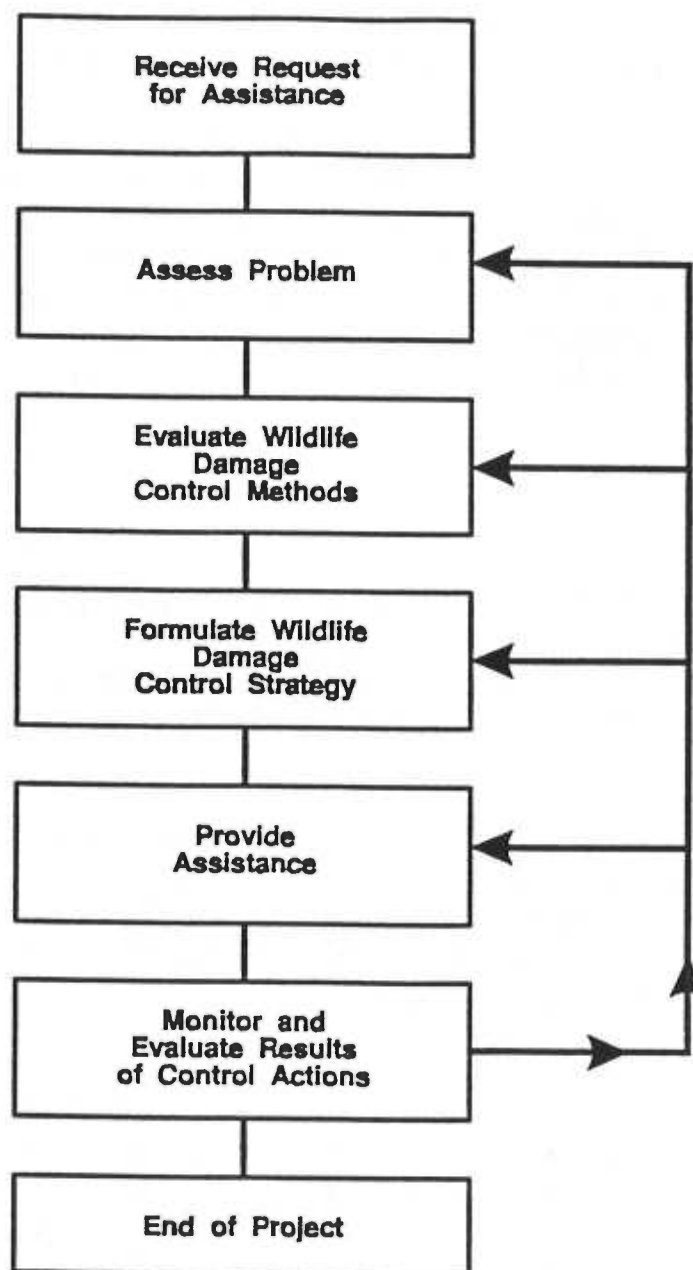 Receive Request
for Assistance
Assess Problem
Evaluate Wildlife
Damage
Control Methods
Formulate Wildlife
Damage
Control Strategy
Provide
Assistance
Monitor and
Evaluate Results
of Control Actions
End of Project